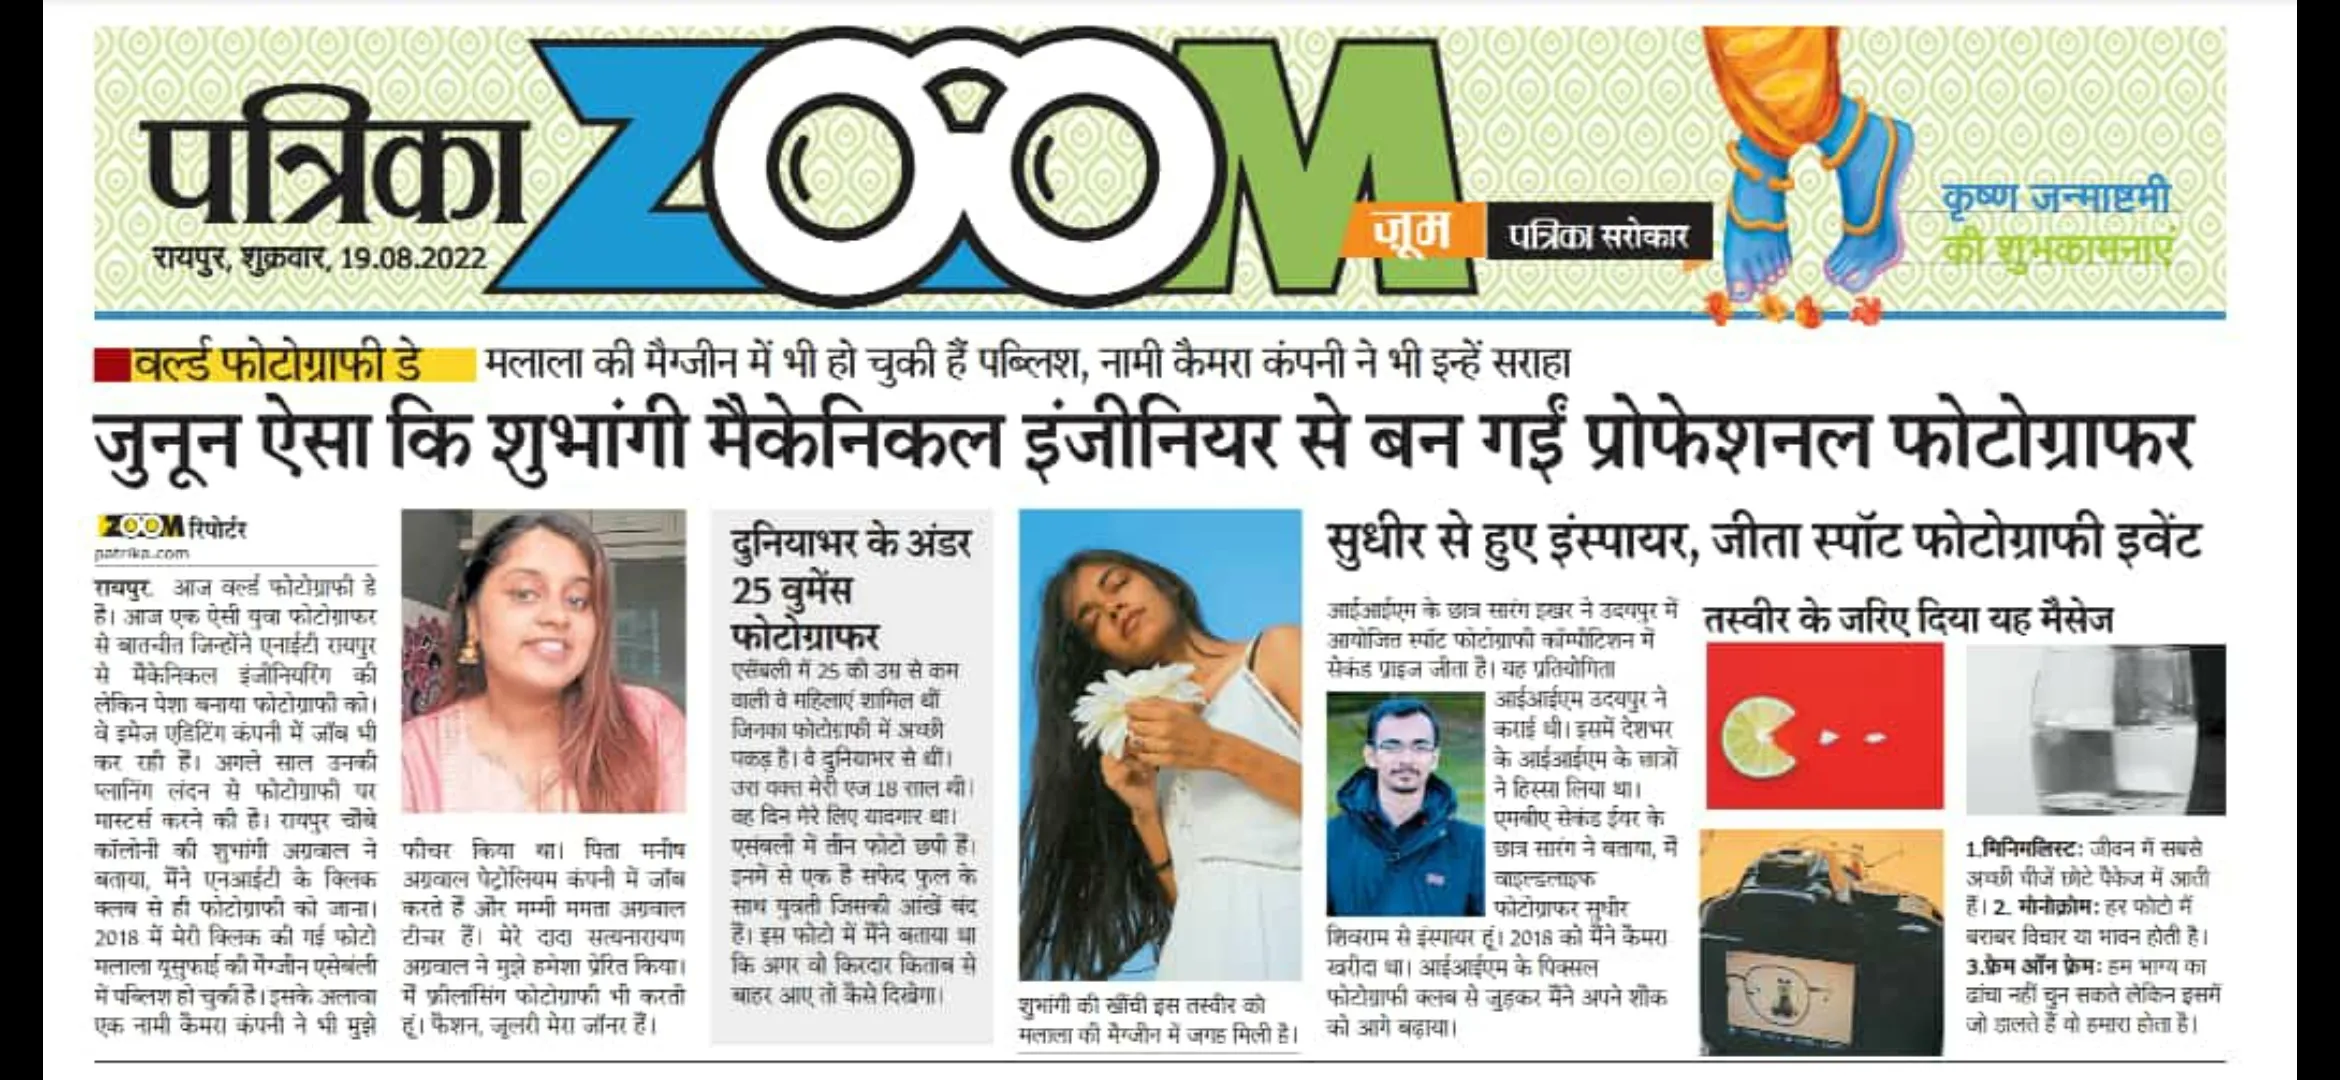 पत्रिका
ZOOM
रायपुर, शुक्रवार, 19.08.2022
ज़ूम
पत्रिका सरोकार
कृष्ण जन्माष्टमी
की शुभकामनाएं
वर्ल्ड फोटोग्राफी डे
मलाला की मैग्जीन में भी हो चुकी हैं पब्लिश, नामी कैमरा कंपनी ने भी इन्हें सराहा
जुनून ऐसा कि शुभांगी मैकेनिकल इंजीनियर से बन गईं प्रोफेशनल फोटोग्राफर
ZOOM रिपोर्टर
patrika.com
रायपुर. आज वर्ल्ड फोटोग्राफी डे
है। आज एक ऐसी युवा फोटोग्राफर
से बातचीत जिन्होंने एनाईटी रायपुर
से मैकेनिकल इंजीनियरिंग की
लेकिन पेशा बनाया फोटोग्राफी को।
वे इमेज एडिटिंग कंपनी में जॉब भी
कर रही हैं। अगले साल उनकी
प्लानिंग लंदन से फोटोग्राफी पर
मास्टर्स करने की है। रायपुर चौबे
कॉलोनी की शुभांगी अग्रवाल ने
बताया, मैंने एनआईटी के क्लिक
क्लब से ही फोटोग्राफी को जाना।
2018 में मेरी क्लिक की गई फोटो
मलाला यूसुफाई की मैग्जीन एसेंबली
में पब्लिश हो चुकी है। इसके अलावा
एक नामी कैमरा कंपनी ने भी मुझे
फीचर किया था। पिता मनीष
अग्रवाल पेट्रोलियम कंपनी में जॉब
करते हैं और मम्मी ममता अग्रवाल
टीचर हैं। मेरे दादा सत्यनारायण
अग्रवाल ने मुझे हमेशा प्रेरित किया।
मैं फ्रीलांसिंग फोटोग्राफी भी करती
हूं। फैशन, जूलरी मेरा जॉनर हैं।
दुनियाभर के अंडर
25 वुमेंस
फोटोग्राफर
एसेंबली में 25 की उम्र से कम
वाली वे महिलाएं शामिल थीं
जिनका फोटोग्राफी में अच्छी
पकड़ है। वे दुनियाभर से थीं।
उस वक्त मेरी एज 18 साल थी।
वह दिन मेरे लिए यादगार था।
एसंबली में तीन फोटो छपी हैं।
इनमें से एक है सफेद फूल के
साथ युवती जिसकी आंखें बंद
हैं। इस फोटो में मैंने बताया था
कि अगर वो किरदार किताब से
बाहर आए तो कैसे दिखेगा।
शुभांगी की खींची इस तस्वीर को
मलाला की मैग्जीन में जगह मिली है।
सुधीर से हुए इंस्पायर, जीता स्पॉट फोटोग्राफी इवेंट
आईआईएम के छात्र सारंग इखर ने उदयपुर में
आयोजित स्पॉट फोटोग्राफी कॉम्पीटिशन में
सेकंड प्राइज जीता है। यह प्रतियोगिता
आईआईएम उदयपुर ने
कराई थी। इसमें देशभर
के आईआईएम के छात्रों
ने हिस्सा लिया था।
एमबीए सेकंड ईयर के
छात्र सारंग ने बताया, मैं
वाइल्डलाइफ
फोटोग्राफर सुधीर
शिवराम से इंस्पायर हूं। 2018 को मैंने कैमरा
खरीदा था। आईआईएम के पिक्सल
फोटोग्राफी क्लब से जुड़कर मैंने अपने शौक
को आगे बढ़ाया।
तस्वीर के जरिए दिया यह मैसेज
1.मिनिमलिस्ट: जीवन में सबसे
अच्छी चीजें छोटे पैकेज में आती
हैं। 2. मोनोक्रोम: हर फोटो में
बराबर विचार या भावन होती है।
3.फ्रेम ऑन फ्रेम: हम भाग्य का
ढांचा नहीं चुन सकते लेकिन इसमें
जो डालते हैं वो हमारा होता है।